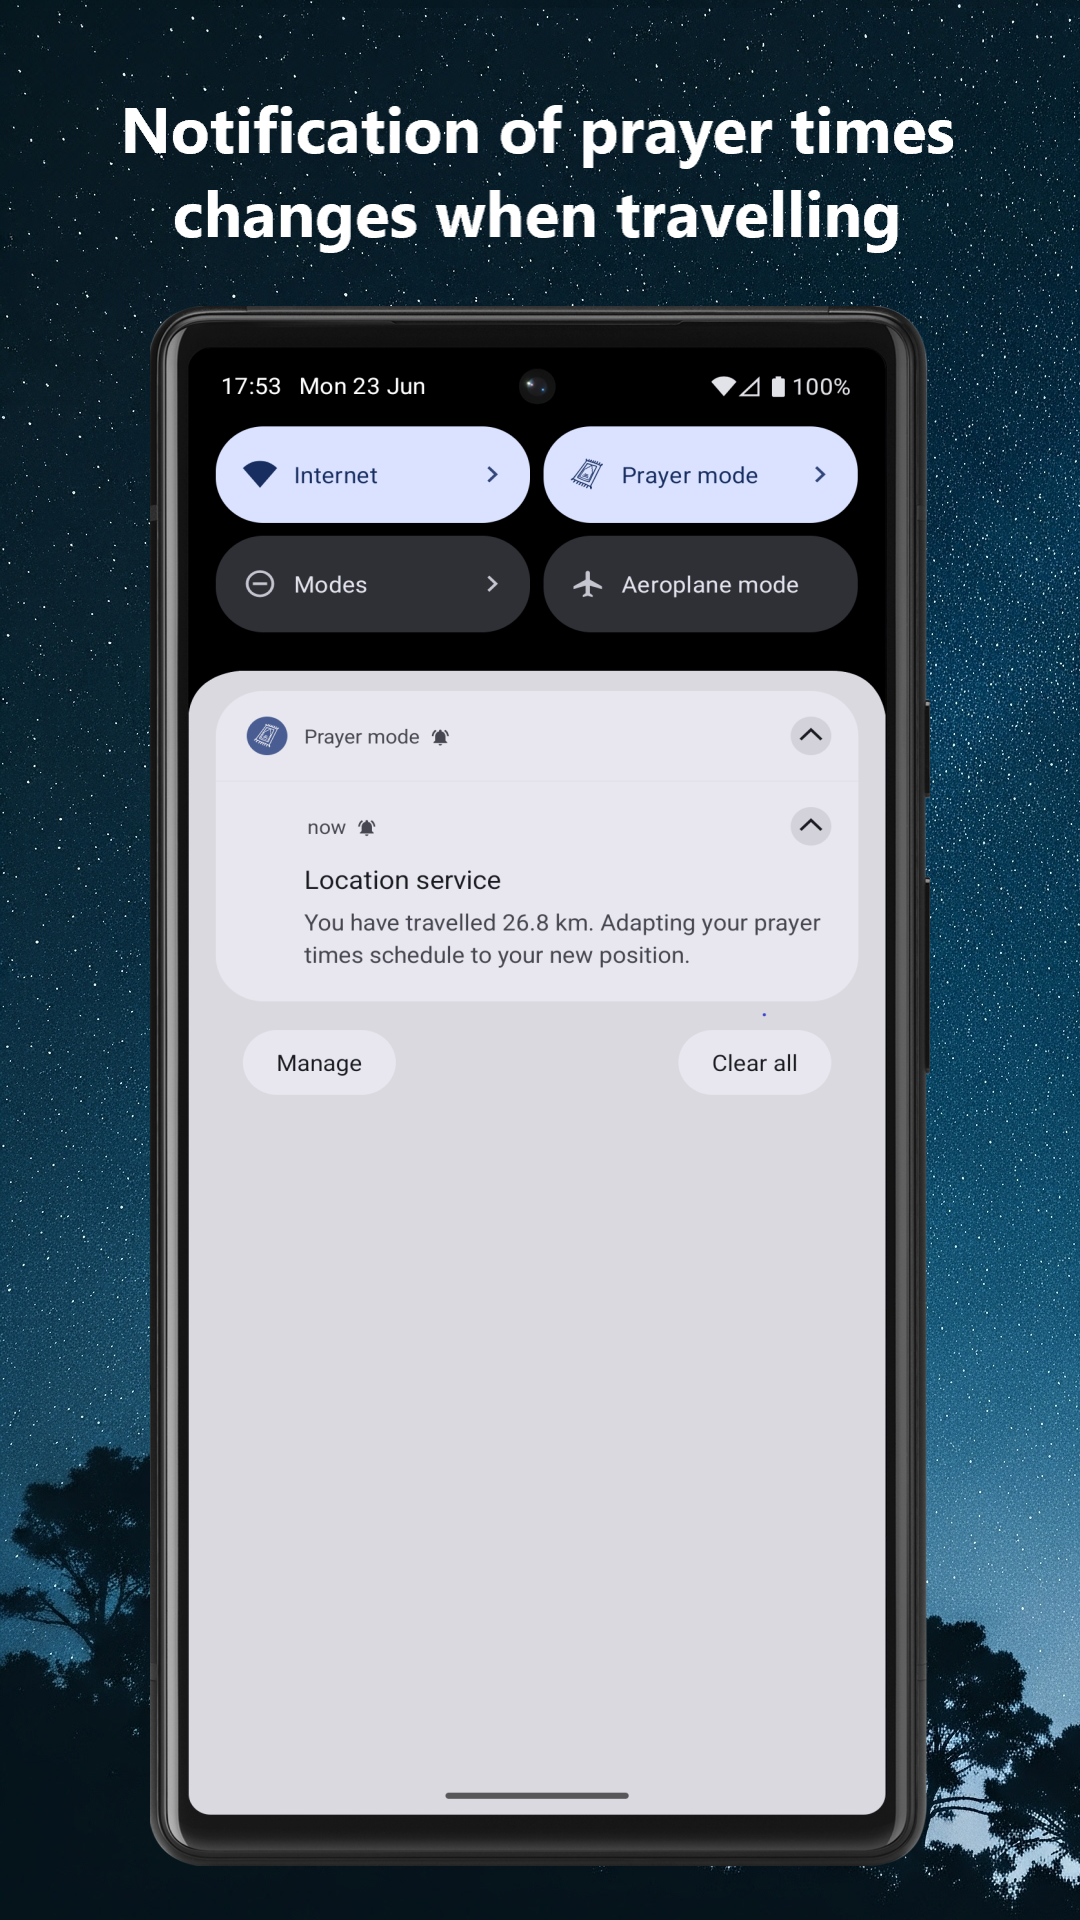 Notification of prayer times
changes when travelling
17:53 Mon 23 Jun
100%
Internet
Prayer mode
Modes
Aeroplane mode
Prayer mode
now
Location service
You have travelled 26.8 km. Adapting your prayer
times schedule to your new position.
Manage
Clear all